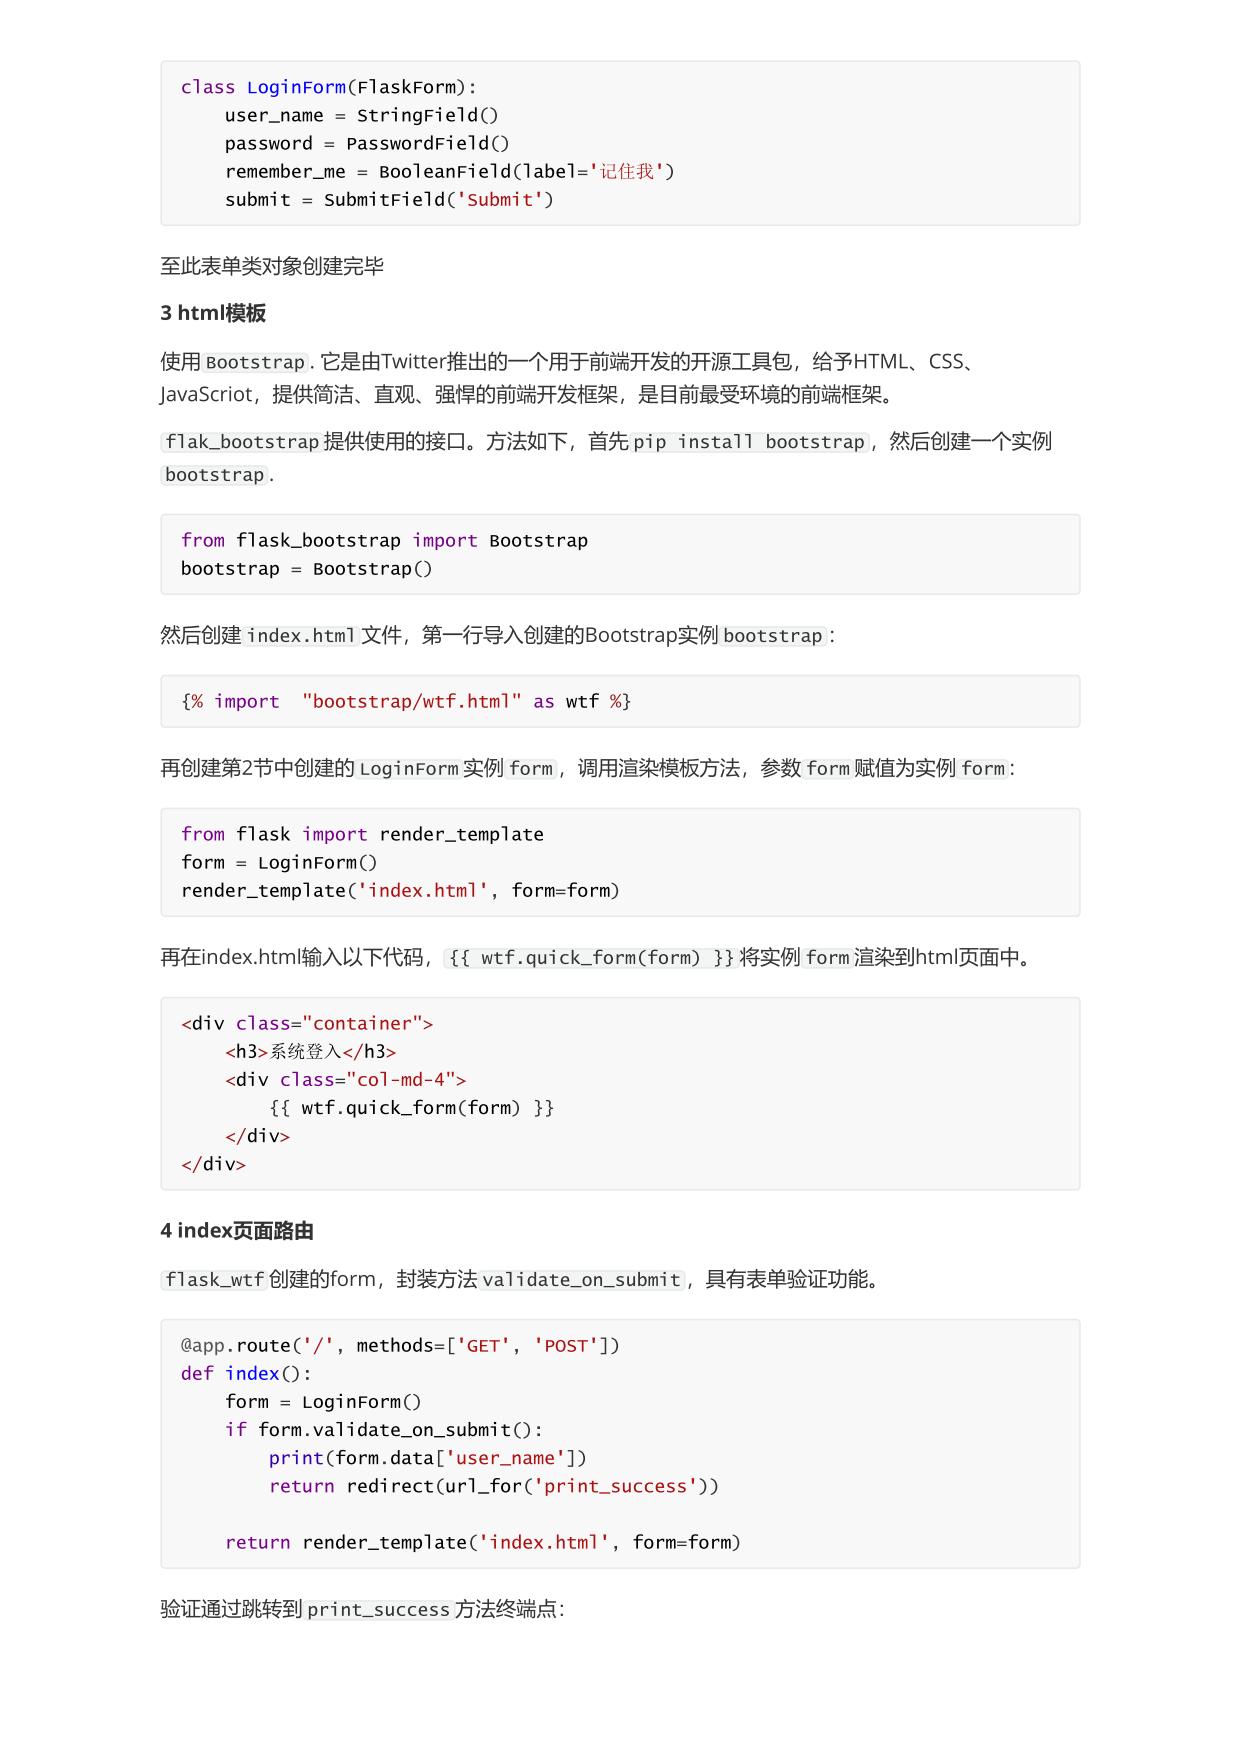 class LoginForm(FlaskForm):
    user_name = StringField()
    password = PasswordField()
    remember_me = BooleanField(label='记住我')
    submit = SubmitField('Submit')
至此表单类对象创建完毕
3 html模板
使用Bootstrap. 它是由Twitter推出的一个用于前端开发的开源工具包，给予HTML、CSS、
JavaScriot，提供简洁、直观、强悍的前端开发框架，是目前最受环境的前端框架。
flak_bootstrap提供使用的接口。方法如下，首先pip install bootstrap，然后创建一个实例
bootstrap.
from flask_bootstrap import Bootstrap
bootstrap = Bootstrap()
然后创建index.html文件，第一行导入创建的Bootstrap实例bootstrap：
{% import  "bootstrap/wtf.html" as wtf %}
再创建第2节中创建的LoginForm实例form，调用渲染模板方法，参数form赋值为实例form：
from flask import render_template
form = LoginForm()
render_template('index.html', form=form)
再在index.html输入以下代码，{{ wtf.quick_form(form) }}将实例form渲染到html页面中。
<div class="container">
    <h3>系统登入</h3>
    <div class="col-md-4">
        {{ wtf.quick_form(form) }}
    </div>
</div>
4 index页面路由
flask_wtf创建的form，封装方法validate_on_submit，具有表单验证功能。
@app.route('/', methods=['GET', 'POST'])
def index():
    form = LoginForm()
    if form.validate_on_submit():
        print(form.data['user_name'])
        return redirect(url_for('print_success'))
    return render_template('index.html', form=form)
验证通过跳转到print_success方法终端点：